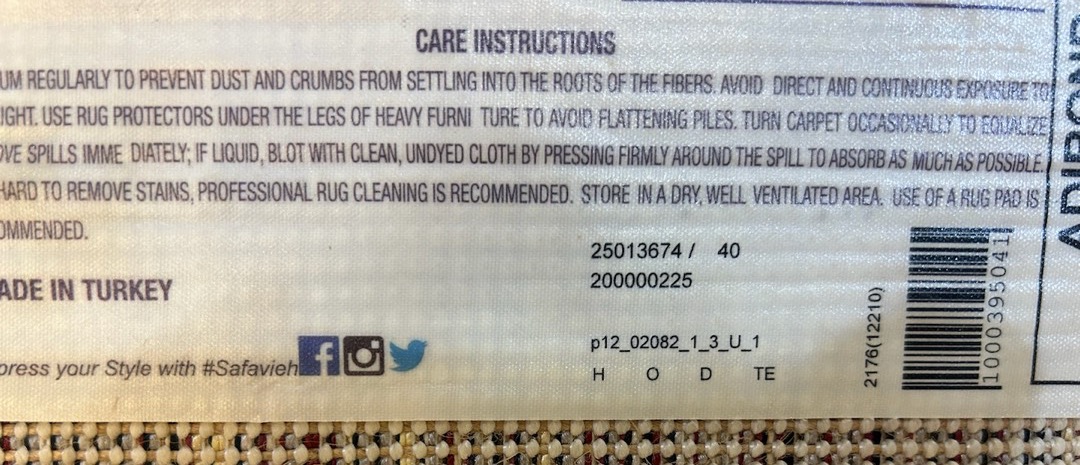 CARE INSTRUCTIONS
UM REGULARLY TO PREVENT DUST AND CRUMBS FROM SETTLING INTO THE ROOTS OF THE FIBERS. AVOID DIRECT AND CONTINUOUS EXPOSURE TO
IGHT. USE RUG PROTECTORS UNDER THE LEGS OF HEAVY FURNI TURE TO AVOID FLATTENING PILES. TURN CARPET OCCASIONALLY TO EQUALIZE
OVE SPILLS IMME DIATELY; IF LIQUID, BLOT WITH CLEAN, UNDYED CLOTH BY PRESSING FIRMLY AROUND THE SPILL TO ABSORB AS MUCH AS POSSIBLE.
HARD TO REMOVE STAINS, PROFESSIONAL RUG CLEANING IS RECOMMENDED. STORE IN A DRY, WELL VENTILATED AREA. USE OF A RUG PAD IS
OMMENDED.
25013674 / 40
200000225
ADE IN TURKEY
press your Style with #Safavieh
p12_02082_1_3_U_1
H O D TE
2176(12210)
1000395041
ADIROND